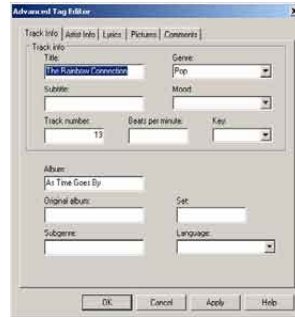 Advanced Tag Editor
Track Info Artist Info Lyrics Pictures Comments
Track info
Title: Genre:
The Rainbow Connection Pop
Subtitle: Mood:
Track number: Beats per minute: Key:
13
Album:
As Time Goes By
Original album: Set:
Subgenre: Language:
OK Cancel Apply Help